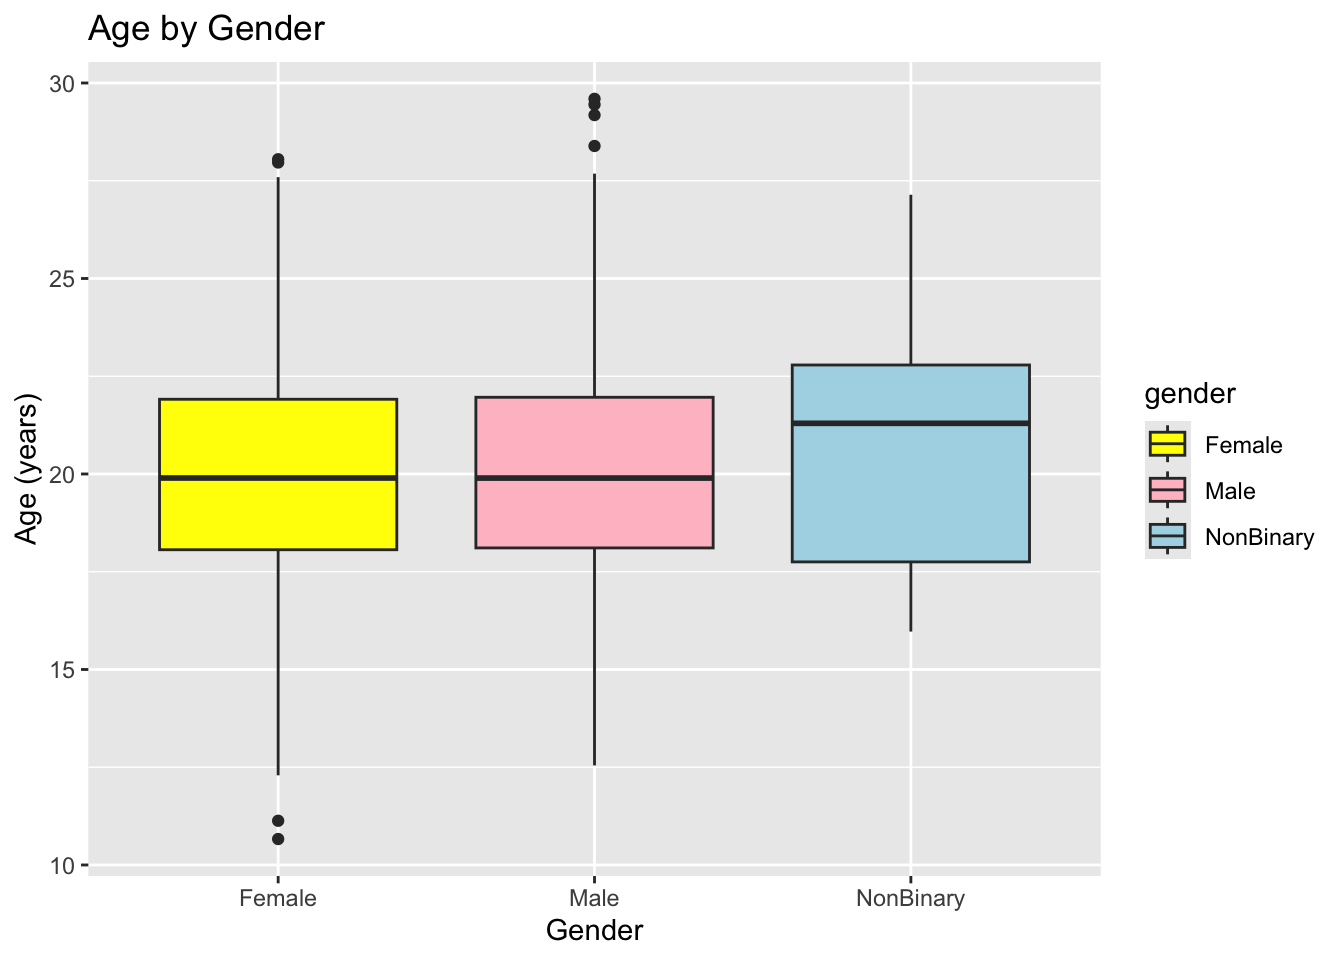 Age by Gender
30
25
20
15
10
Age (years)
Female
Male
NonBinary
Gender
gender
Female
Male
NonBinary